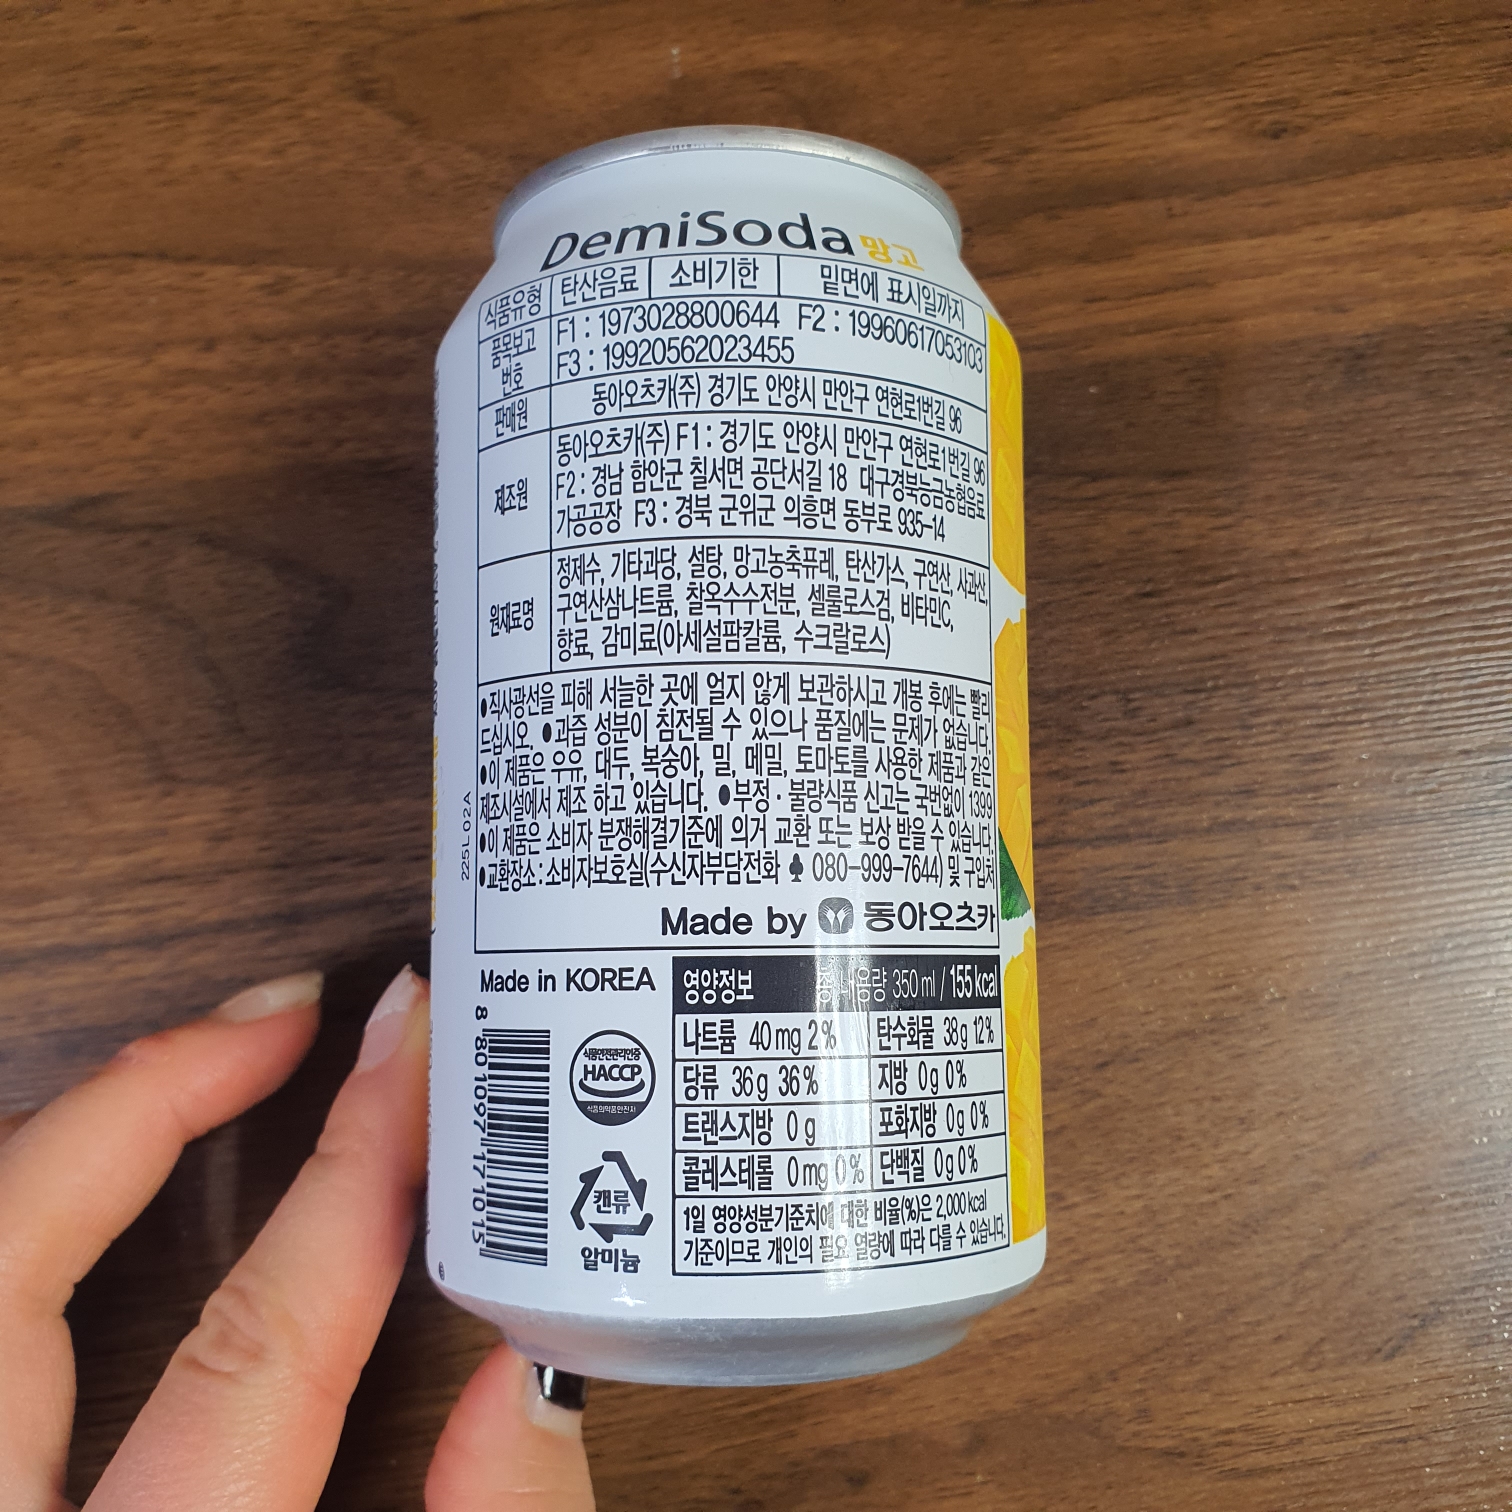 DemiSoda 망고
식품유형 탄산음료 소비기한 밑면에 표시일까지
품목보고번호 F1 : 1973028800644 F2 : 19960617053103
F3 : 19920562023455
판매원 동아오츠카(주) 경기도 안양시 만안구 연현로1번길 96
제조원 동아오츠카(주) F1 : 경기도 안양시 만안구 연현로1번길 96
F2 : 경남 함안군 칠서면 공단서길 18 대구경북능금농협음료
가공공장 F3 : 경북 군위군 의흥면 동부로 935-14
원재료명 정제수, 기타과당, 설탕, 망고농축퓨레, 탄산가스, 구연산, 사과산,
구연산삼나트륨, 찰옥수수전분, 셀룰로스검, 비타민C,
향료, 감미료(아세설팜칼륨, 수크랄로스)
●직사광선을 피해 서늘한 곳에 얼지 않게 보관하시고 개봉 후에는 빨리
드십시오. ●과즙 성분이 침전될 수 있으나 품질에는 문제가 없습니다.
●이 제품은 우유, 대두, 복숭아, 밀, 메밀, 토마토를 사용한 제품과 같은
제조시설에서 제조 하고 있습니다. ●부정 · 불량식품 신고는 국번없이 1399
●이 제품은 소비자 분쟁해결기준에 의거 교환 또는 보상 받을 수 있습니다.
●교환장소 : 소비자보호실(수신자부담전화 ♣ 080-999-7644) 및 구입처
Made by 동아오츠카
225L 02A
Made in KOREA
8 801097 171015
식품안전관리인증
HACCP
식품의약품안전처
캔류
알미늄
영양정보 총 내용량 350 ml / 155 kcal
나트륨 40 mg 2 % 탄수화물 38 g 12 %
당류 36 g 36 % 지방 0 g 0 %
트랜스지방 0 g 포화지방 0 g 0 %
콜레스테롤 0 mg 0 % 단백질 0 g 0 %
1일 영양성분기준치에 대한 비율(%)은 2,000 kcal
기준이므로 개인의 필요 열량에 따라 다를 수 있습니다.